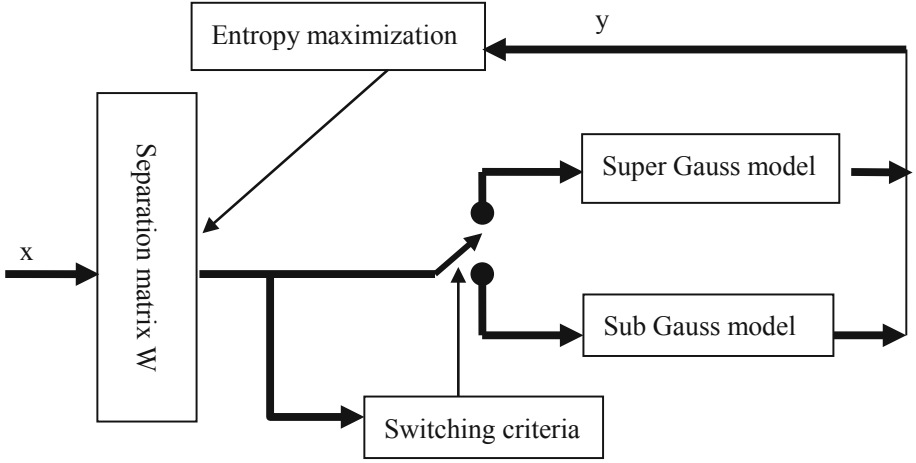 Entropy maximization
y
Super Gauss model
Separation matrix W
x
Sub Gauss model
Switching criteria